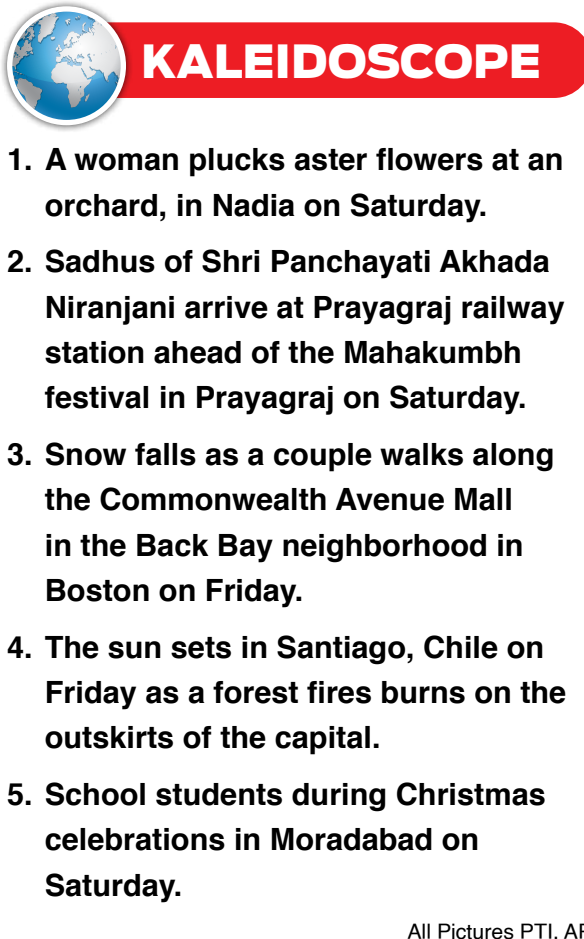 KALEIDOSCOPE
1. A woman plucks aster flowers at an
orchard, in Nadia on Saturday.
2. Sadhus of Shri Panchayati Akhada
Niranjani arrive at Prayagraj railway
station ahead of the Mahakumbh
festival in Prayagraj on Saturday.
3. Snow falls as a couple walks along
the Commonwealth Avenue Mall
in the Back Bay neighborhood in
Boston on Friday.
4. The sun sets in Santiago, Chile on
Friday as a forest fires burns on the
outskirts of the capital.
5. School students during Christmas
celebrations in Moradabad on
Saturday.
All Pictures PTI, AP